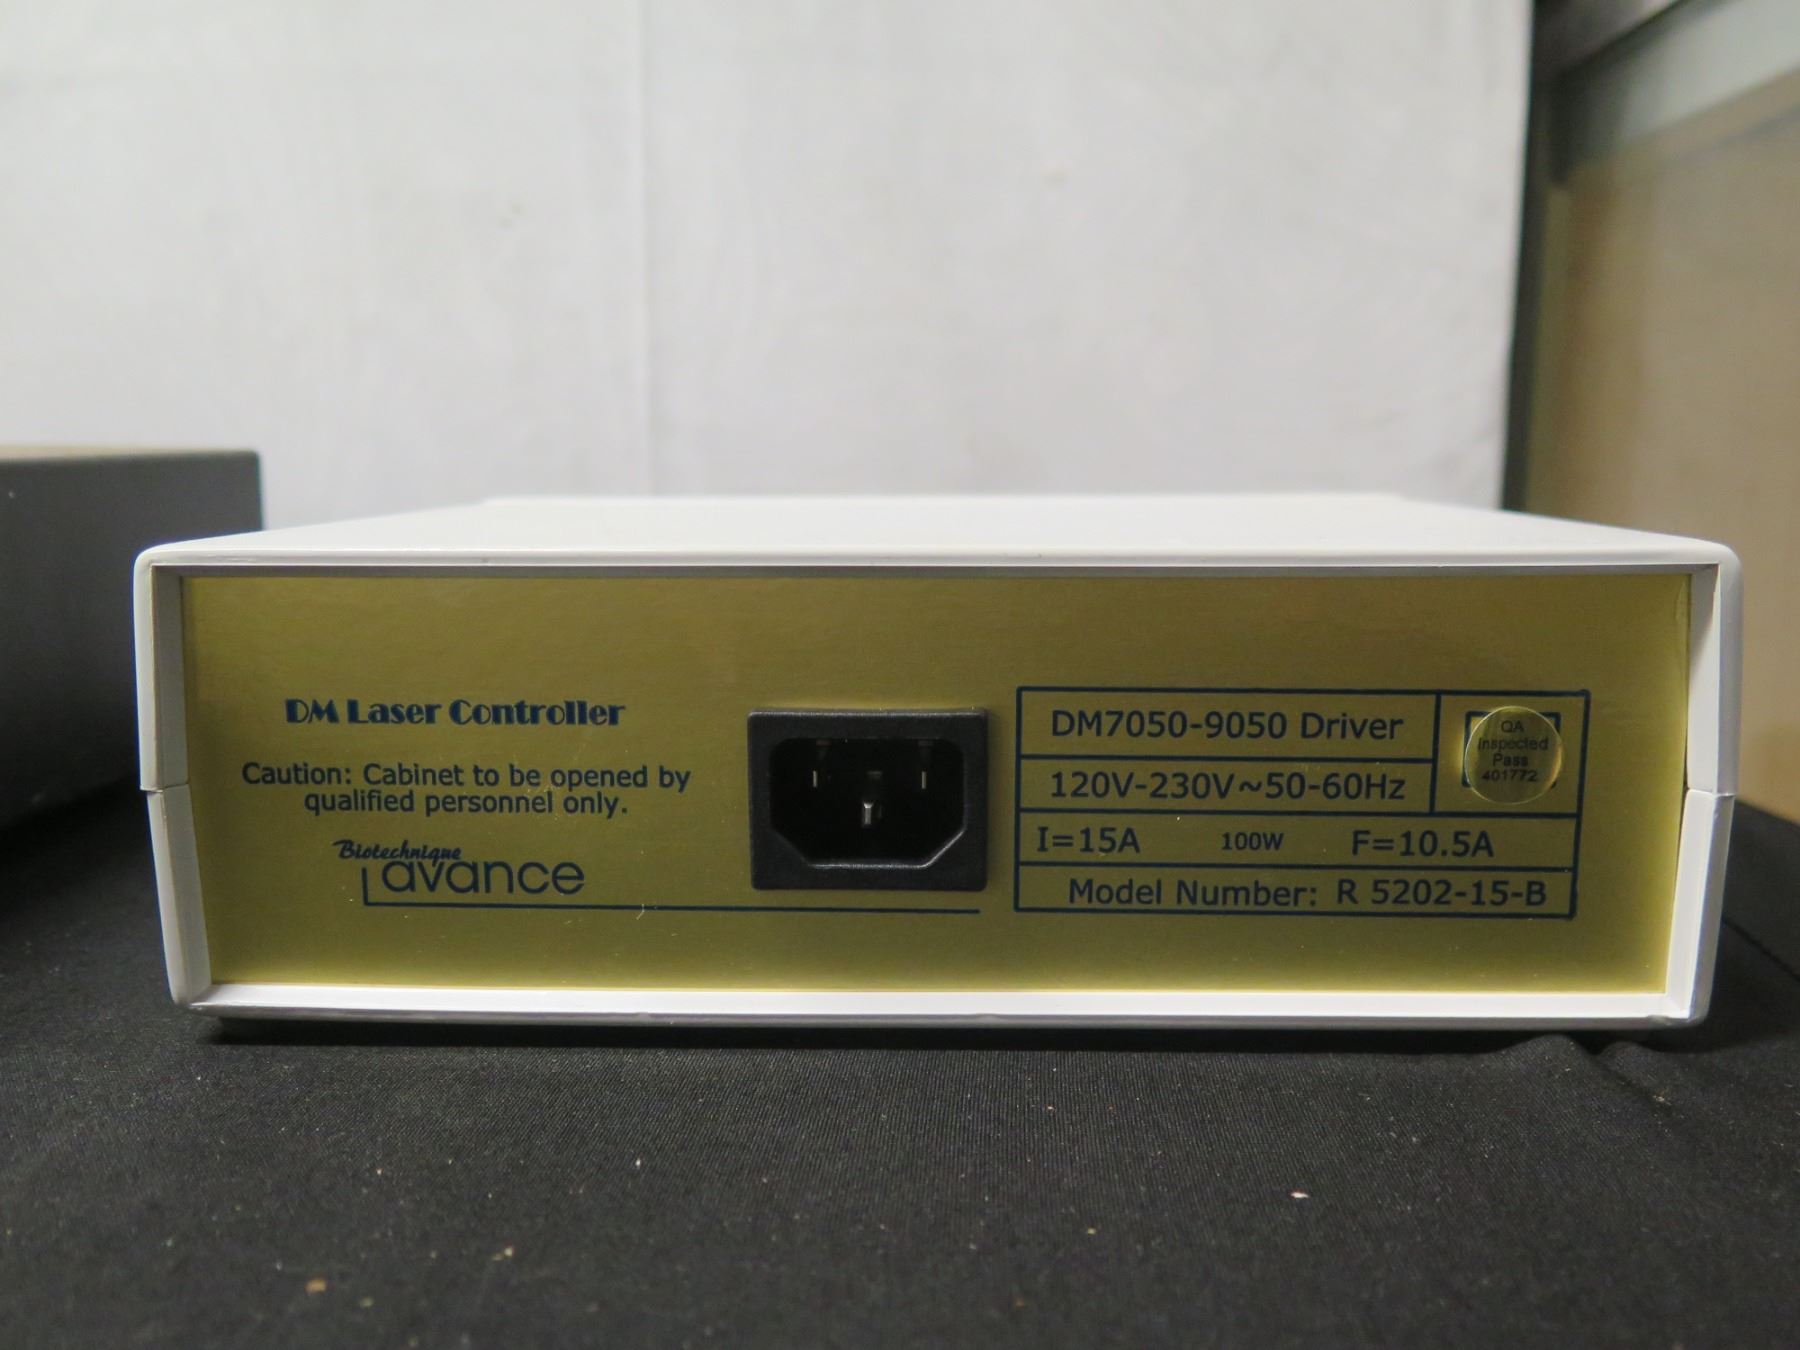 DM Laser Controller
Caution: Cabinet to be opened by
qualified personnel only.
Biotechnique
avance
DM7050-9050 Driver
120V-230V~50-60Hz
I=15A 100W F=10.5A
Model Number: R 5202-15-B
QA
Inspected
Pass
401772